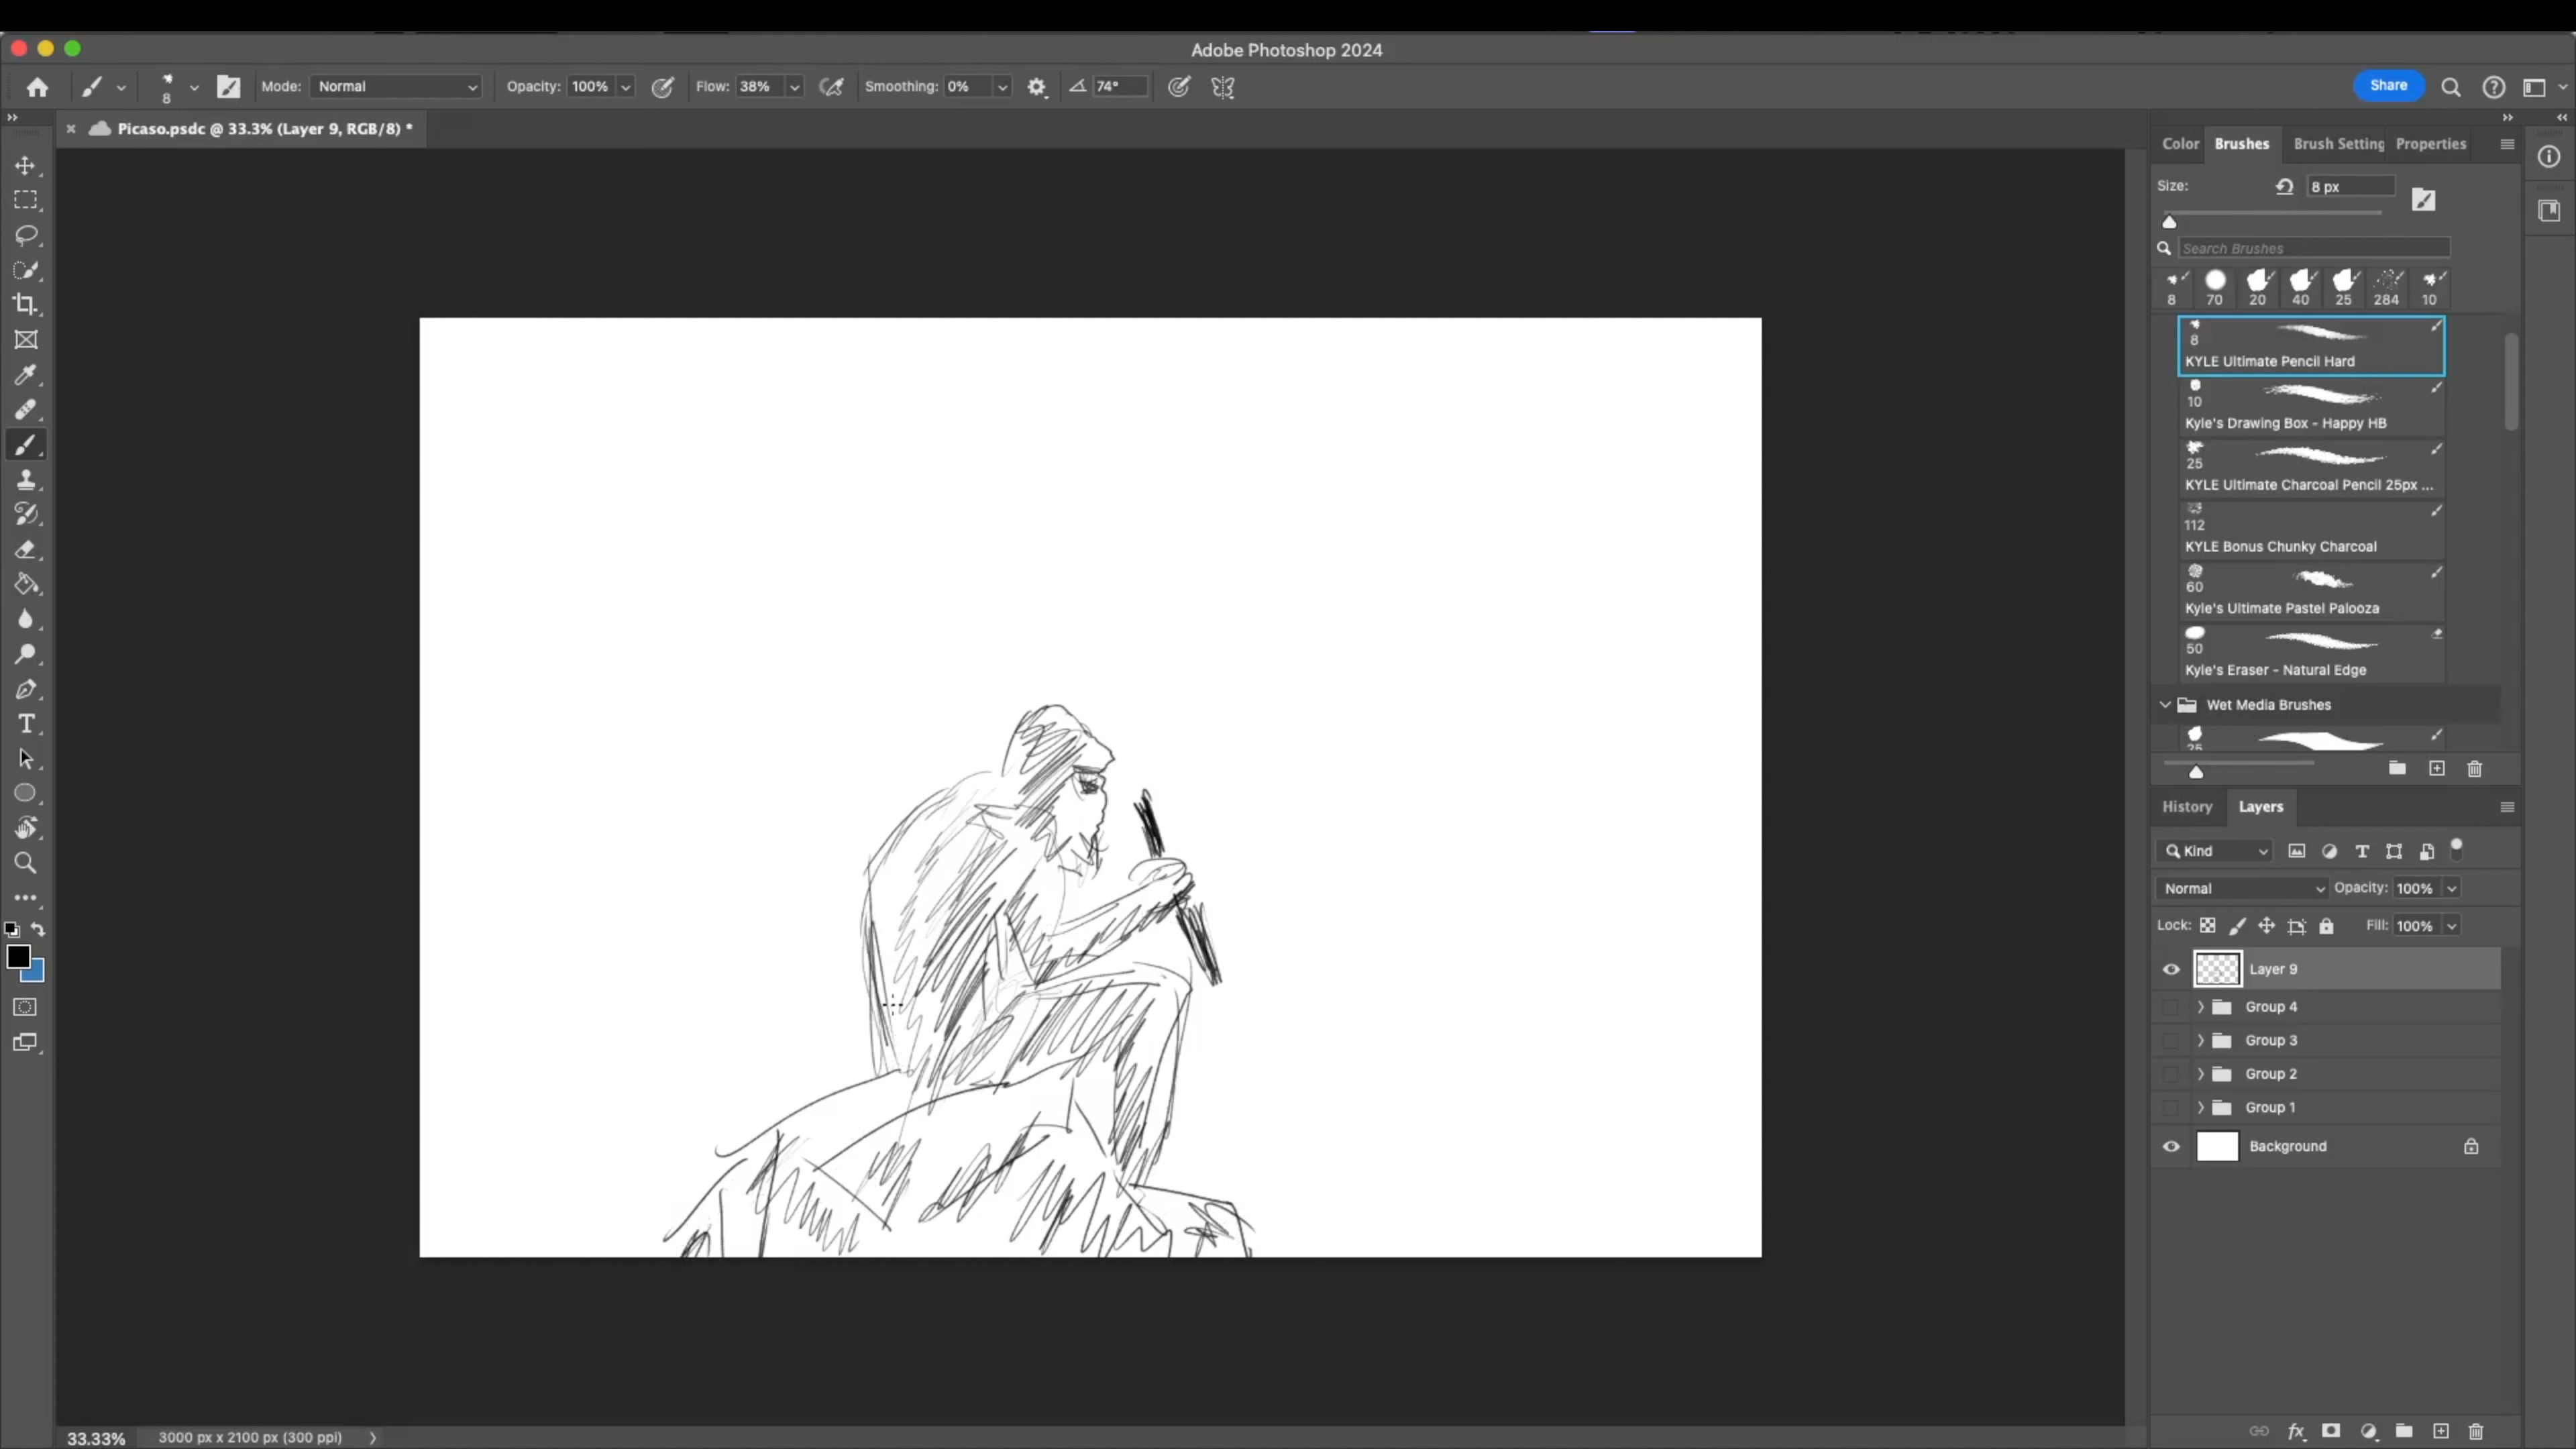 Adobe Photoshop 2024
8 Mode: Normal Opacity: 100% Flow: 38% Smoothing: 0% 74° Share
Picaso.psdc @ 33.3% (Layer 9, RGB/8) *
Color Brushes Brush Setting Properties
Size: 8 px
Search Brushes
8 70 20 40 25 284 10
8
KYLE Ultimate Pencil Hard
10
Kyle's Drawing Box - Happy HB
25
KYLE Ultimate Charcoal Pencil 25px ...
112
KYLE Bonus Chunky Charcoal
60
Kyle's Ultimate Pastel Palooza
50
Kyle's Eraser - Natural Edge
Wet Media Brushes
25
History Layers
Kind
Normal Opacity: 100%
Lock: Fill: 100%
Layer 9
Group 4
Group 3
Group 2
Group 1
Background
33.33% 3000 px x 2100 px (300 ppi)